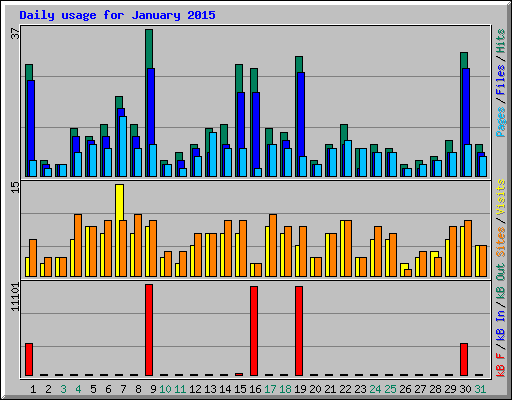 Daily usage for January 2015
37
Pages / Files / Hits
15
Sites / Visits
11101
kB F / kB In / kB Out
1 2 3 4 5 6 7 8 9 10 11 12 13 14 15 16 17 18 19 20 21 22 23 24 25 26 27 28 29 30 31